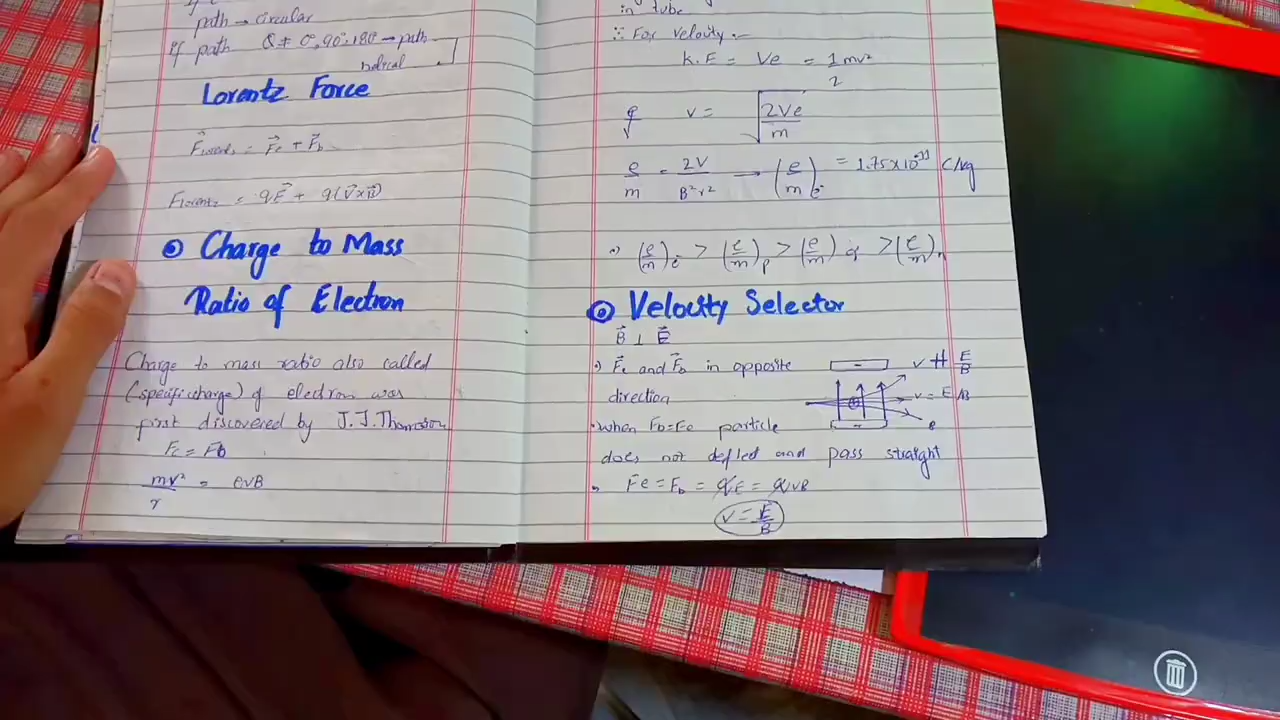 path → circular
If path Q ≠ 0°, 90°, 180° → path
helical
Lorentz Force
= F⃗e + F⃗b
Florentz = qE⃗ + q(V⃗×B⃗)
Charge to Mass
Ratio of Electron
Charge to mass ratio also called
(specific charge) of electron was
first discovered by J.J. Thomson
Fc = Fb
mv²/r = evB
in tube
∴ For velocity :-
K.E = Ve = 1/2 mv²
v = √(2Ve/m)
e/m = 2V/B²r² → (e/m)e⁻ = 1.75×10⁻¹¹ C/kg
(e/m)e⁻ > (e/m)p > (e/m)α > (e/m)n
Velocity Selector
B⃗ ⊥ E⃗
F⃗e and F⃗b in opposite
direction
when Fb = Fe particle
does not deflect and pass straight
Fe = Fb = qE = qvB
v = E/B
−
v ≠ E/B
v = E/B
e